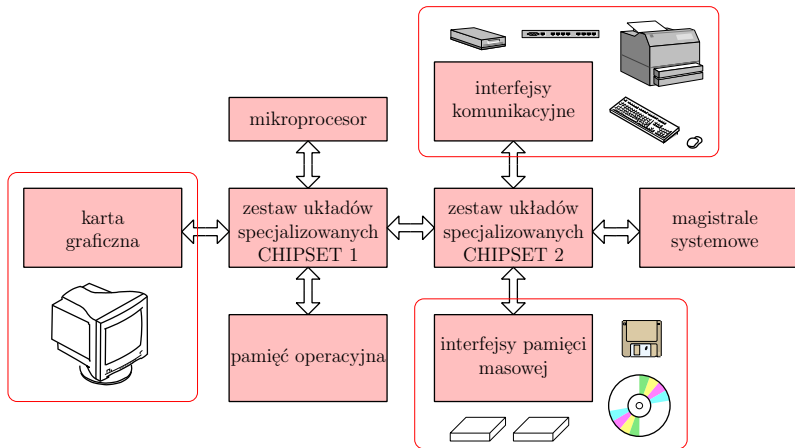 interfejsy
komunikacyjne
mikroprocesor
karta
graficzna
zestaw układów
specjalizowanych
CHIPSET 1
zestaw układów
specjalizowanych
CHIPSET 2
magistrale
systemowe
pamięć operacyjna
interfejsy pamięci
masowej